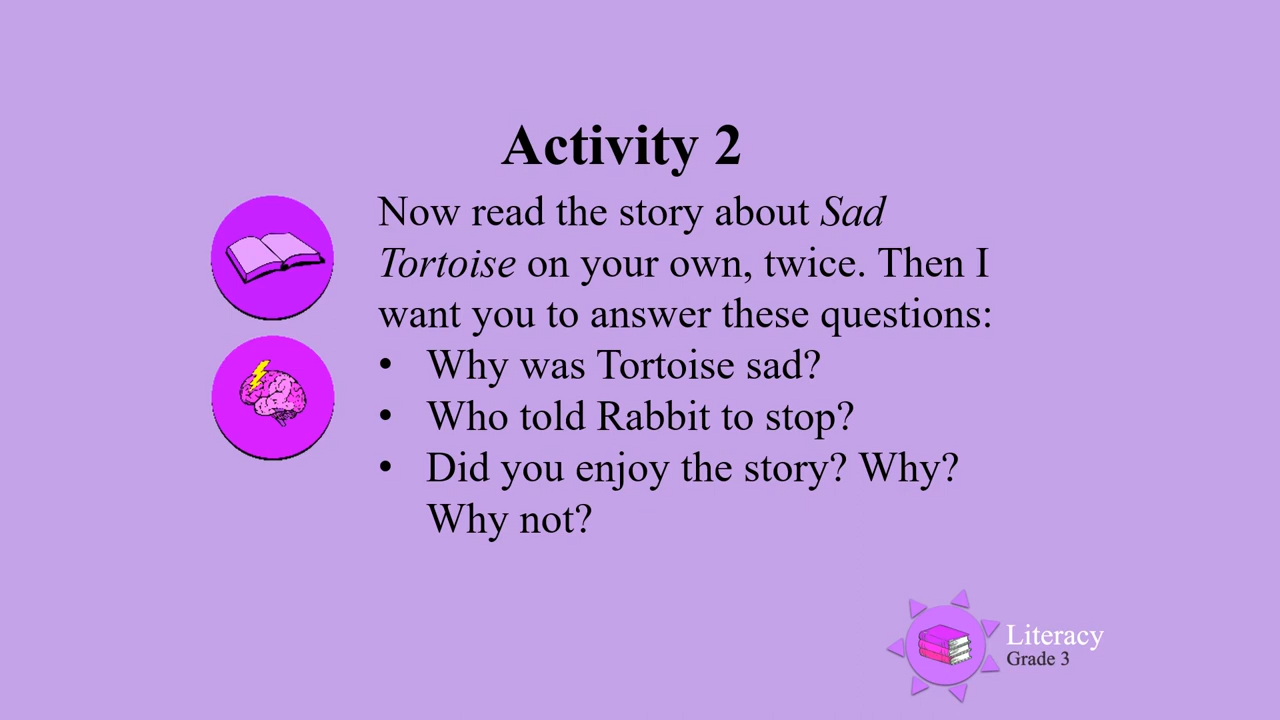 Activity 2
Now read the story about Sad
Tortoise on your own, twice. Then I
want you to answer these questions:
• Why was Tortoise sad?
• Who told Rabbit to stop?
• Did you enjoy the story? Why?
Why not?
Literacy
Grade 3